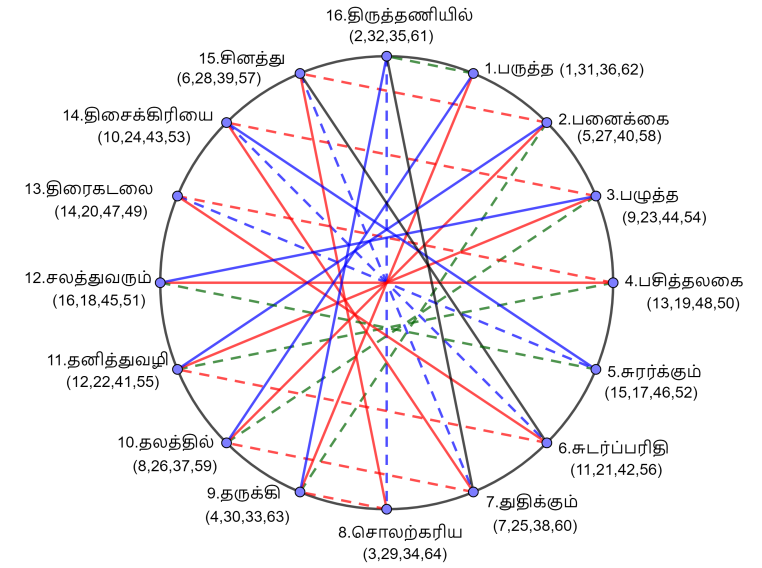 16.திருத்தணியில்
(2,32,35,61)
1.பருத்த (1,31,36,62)
2.பனைக்கை
(5,27,40,58)
3.பழுத்த
(9,23,44,54)
4.பசித்தலகை
(13,19,48,50)
5.சுரர்க்கும்
(15,17,46,52)
6.சுடர்ப்பரிதி
(11,21,42,56)
7.துதிக்கும்
(7,25,38,60)
8.சொலற்கரிய
(3,29,34,64)
9.தருக்கி
(4,30,33,63)
10.தலத்தில்
(8,26,37,59)
11.தனித்துவழி
(12,22,41,55)
12.சலத்துவரும்
(16,18,45,51)
13.திரைகடலை
(14,20,47,49)
14.திசைக்கிரியை
(10,24,43,53)
15.சினத்து
(6,28,39,57)